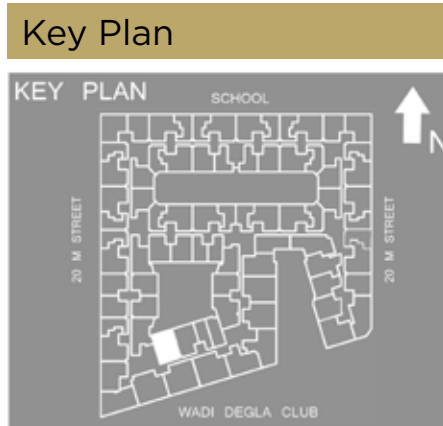 Key Plan
KEY PLAN
SCHOOL
N
20 M STREET
20 M STREET
WADI DEGLA CLUB